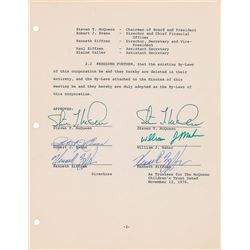 Steven T. McQueen - Chairman of Board and President
Robert J. Evans - Director and Chief Financial
Officer
Kenneth Ziffren - Director, Secretary and Vice-
President
Paul Ziffren - Assistant Secretary
Elaine Saller - Assistant Secretary
2.2 RESOLVED FURTHER, that the existing By-Laws
of this corporation be and they hereby are deleted in their
entirety, and the By-Laws attached to the Minutes of this
meeting be and they hereby are duly adopted as the By-Laws of
this corporation.
APPROVED:
Steven T. McQueen
Steven T. McQueen
William J. Maher
Kenneth Ziffren
Kenneth Ziffren
Directors
As Trustees for The McQueen
Children's Trust Dated
November 12, 1970.
-2-